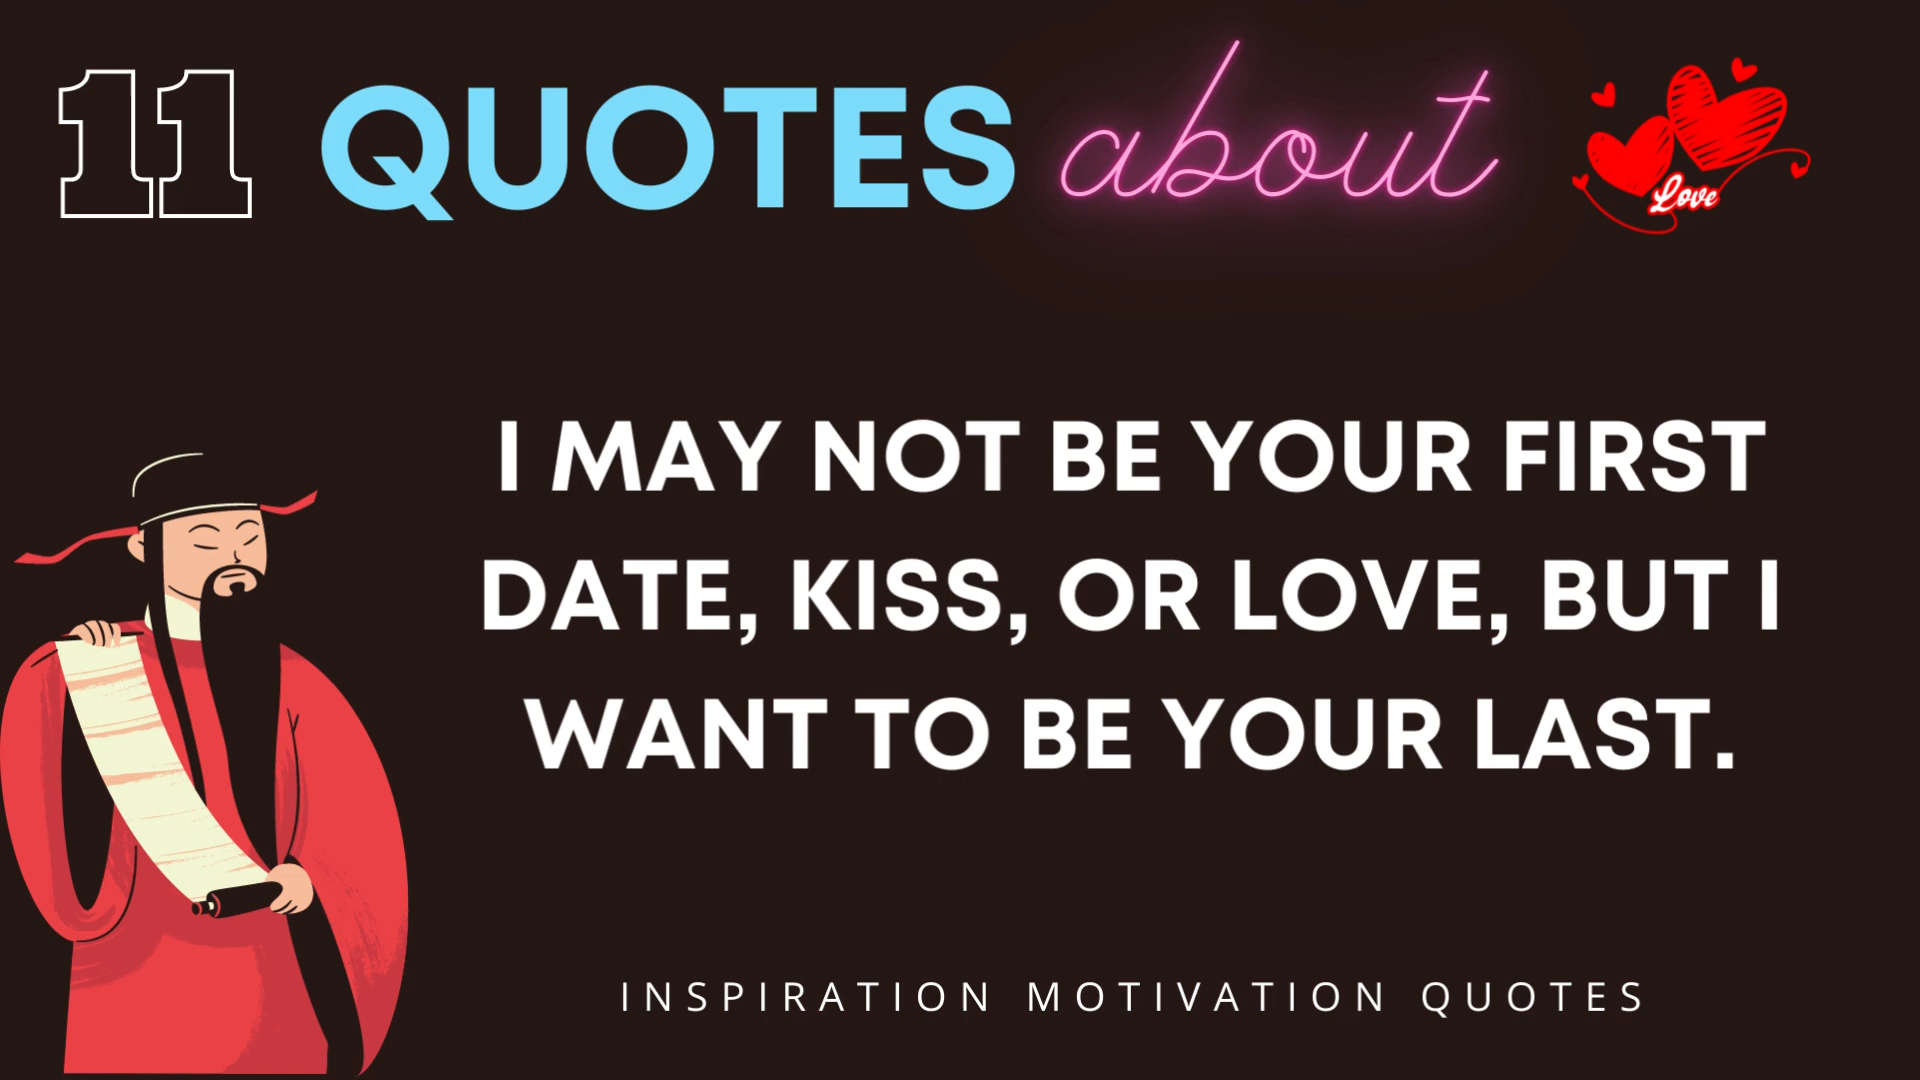 11 QUOTES about Love
I MAY NOT BE YOUR FIRST
DATE, KISS, OR LOVE, BUT I
WANT TO BE YOUR LAST.
INSPIRATION MOTIVATION QUOTES